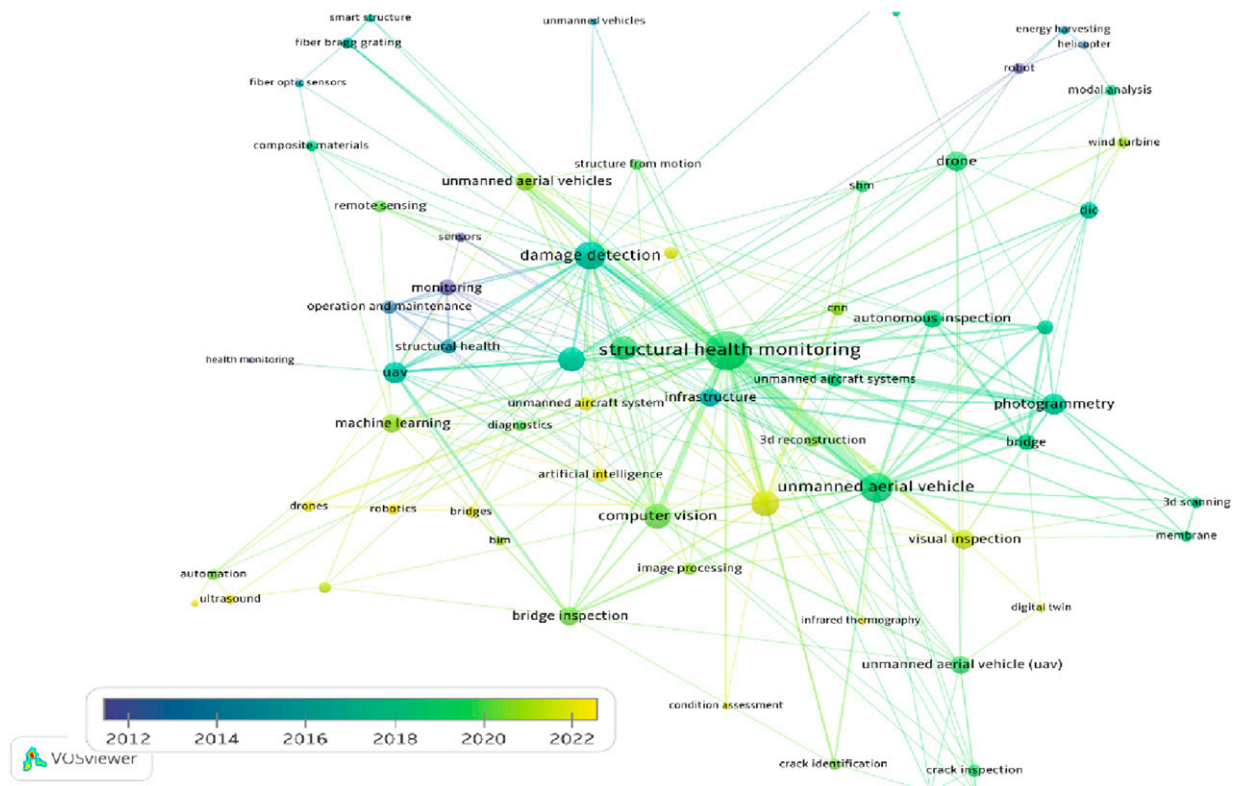 smart structure
unmanned vehicles
energy harvesting
fiber bragg grating
helicopter
robot
fiber optic sensors
modal analysis
composite materials
wind turbine
structure from motion
drone
unmanned aerial vehicles
shm
remote sensing
dic
sensors
damage detection
monitoring
operation and maintenance
cnn
autonomous inspection
structural health
structural health monitoring
health monitoring
uav
unmanned aircraft systems
unmanned aircraft system
infrastructure
photogrammetry
machine learning
diagnostics
3d reconstruction
bridge
artificial intelligence
unmanned aerial vehicle
drones
robotics
bridges
computer vision
3d scanning
membrane
bim
visual inspection
automation
image processing
ultrasound
digital twin
bridge inspection
infrared thermography
unmanned aerial vehicle (uav)
condition assessment
crack identification
crack inspection
2012 2014 2016 2018 2020 2022
VOSviewer